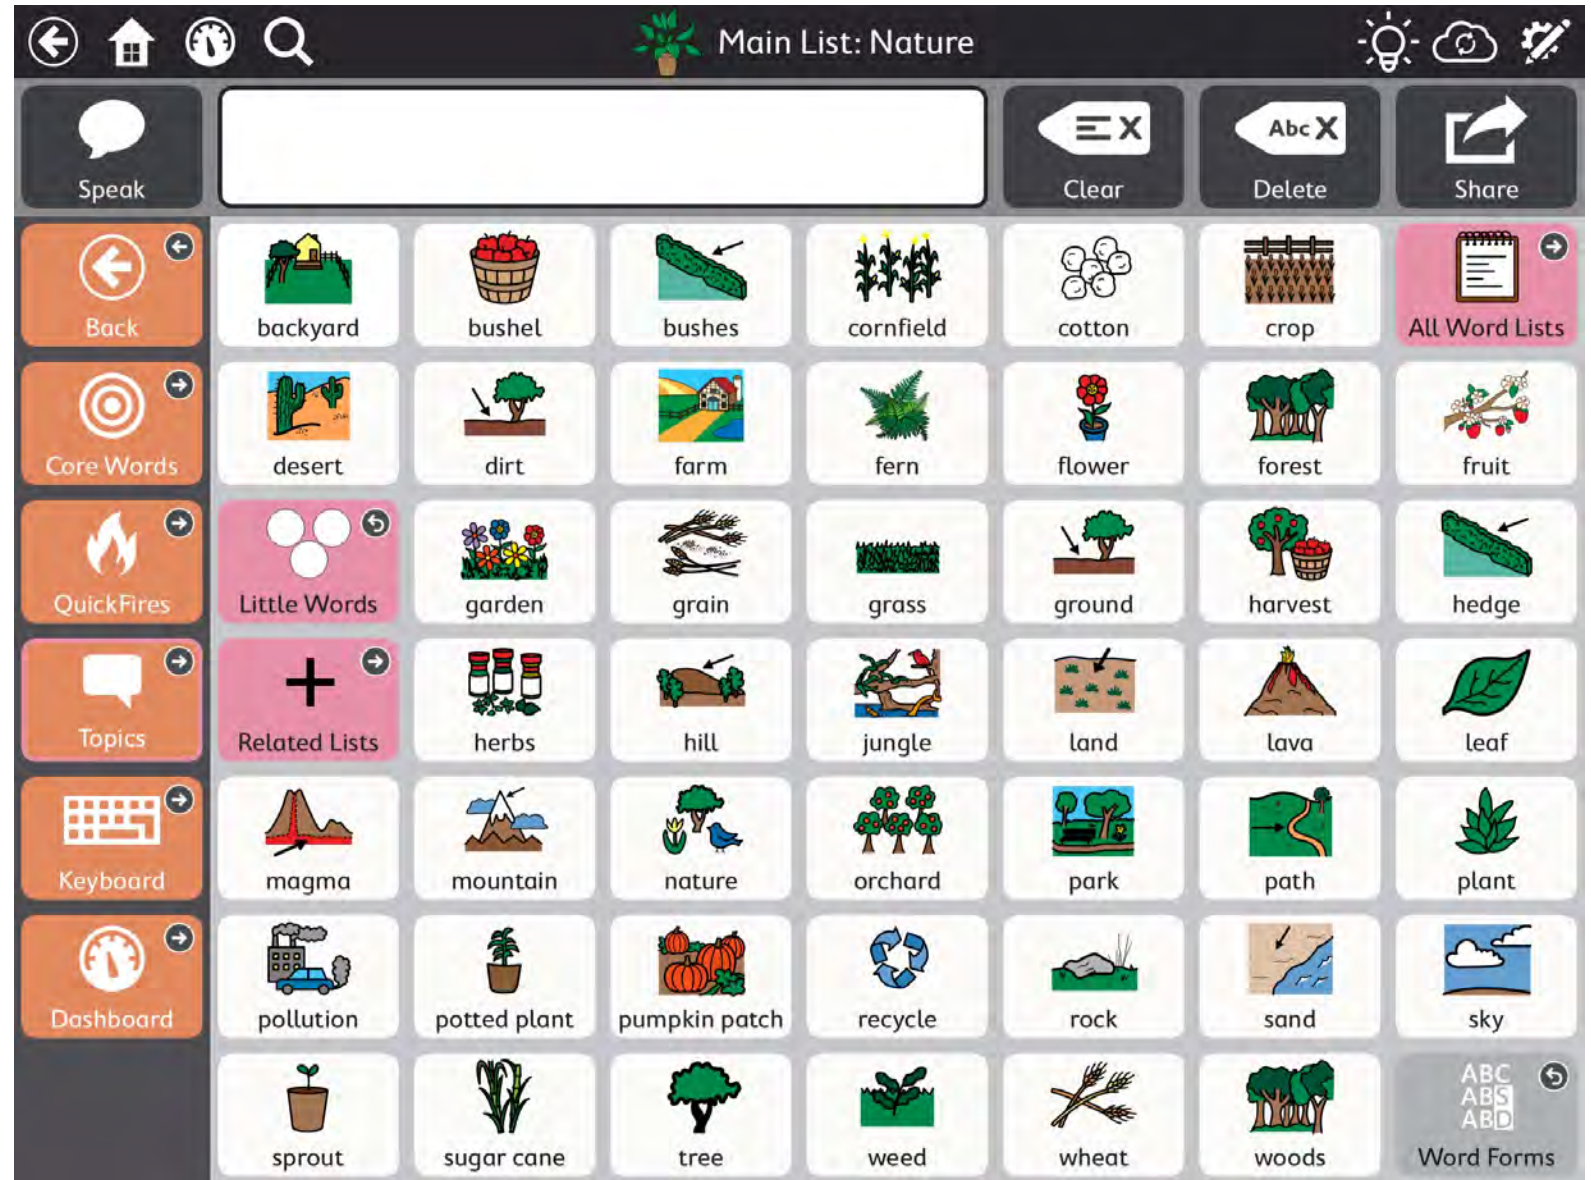 Main List: Nature
Speak
Clear
Abc X
Delete
Share
Back
backyard
bushel
bushes
cornfield
cotton
crop
All Word Lists
Core Words
desert
dirt
farm
fern
flower
forest
fruit
QuickFires
Little Words
garden
grain
grass
ground
harvest
hedge
Topics
Related Lists
herbs
hill
jungle
land
lava
leaf
Keyboard
magma
mountain
nature
orchard
park
path
plant
Dashboard
pollution
potted plant
pumpkin patch
recycle
rock
sand
sky
sprout
sugar cane
tree
weed
wheat
woods
ABC
ABS
ABD
Word Forms